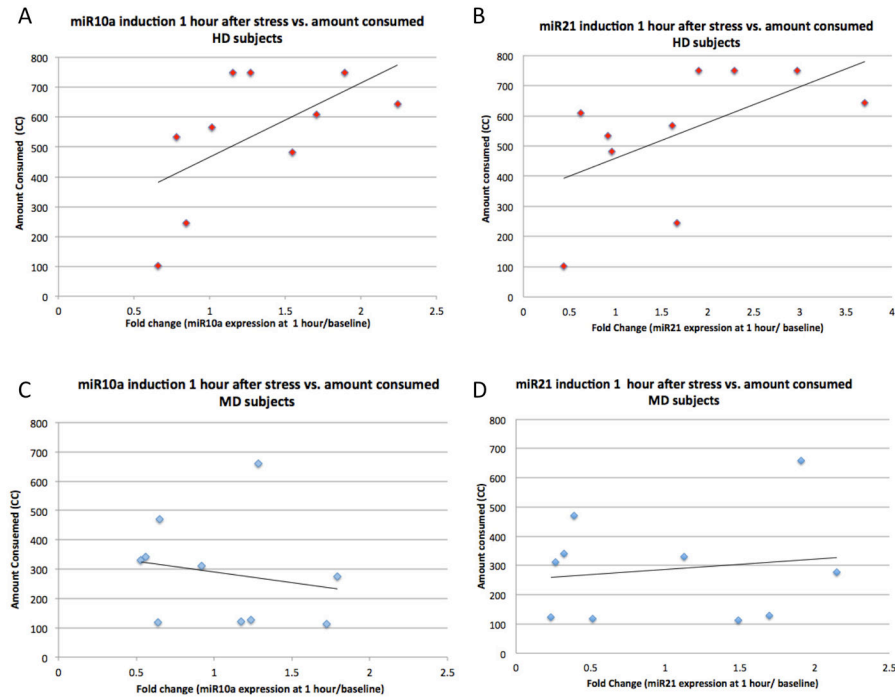 A
miR10a induction 1 hour after stress vs. amount consumed
HD subjects
Amount Consumed (CC)
800
700
600
500
400
300
200
100
0
0 0.5 1 1.5 2 2.5
Fold change (miR10a expression at 1 hour/baseline)
B
miR21 induction 1 hour after stress vs. amount consumed
HD subjects
Amount consumed (CC)
800
700
600
500
400
300
200
100
0
0 0.5 1 1.5 2 2.5 3 3.5 4
Fold Change (miR21 expression at 1 hour/ baseline)
C
miR10a induction 1 hour after stress vs. amount consumed
MD subjects
Amount Consuemed (CC)
800
700
600
500
400
300
200
100
0
0 0.5 1 1.5 2 2.5
Fold Change (miR10a expression at 1 hour/ baseline)
D
miR21 induction 1 hour after stress vs. amount consumed
MD subjects
Amount consumed (CC)
800
700
600
500
400
300
200
100
0
0 0.5 1 1.5 2 2.5
Fold Change (miR21 expression at 1 hour/ baseline)